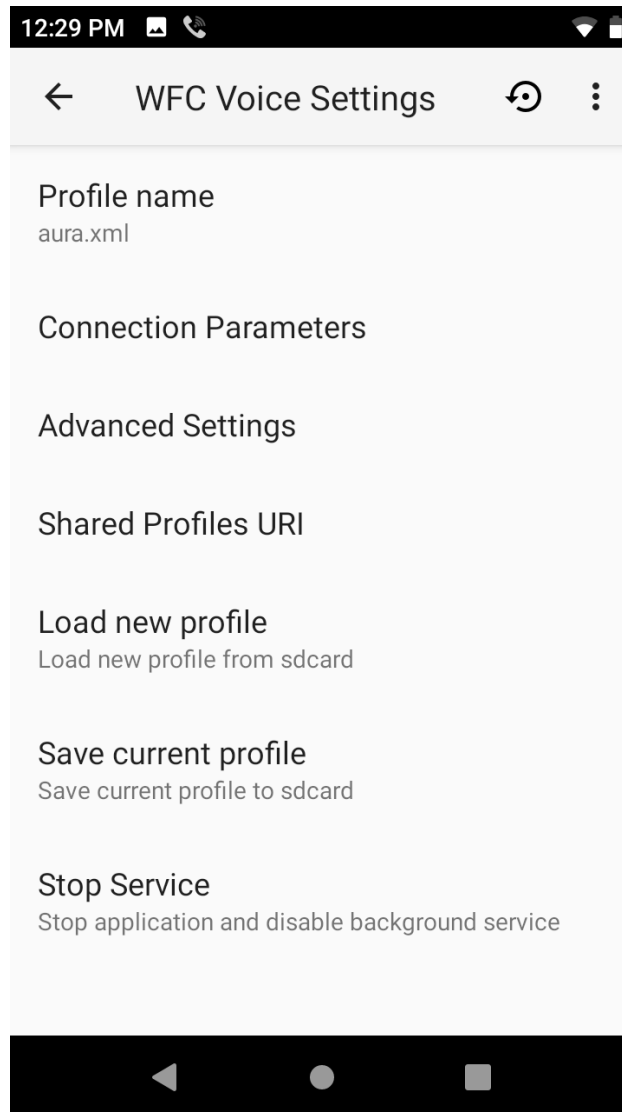 12:29 PM
WFC Voice Settings
Profile name
aura.xml
Connection Parameters
Advanced Settings
Shared Profiles URI
Load new profile
Load new profile from sdcard
Save current profile
Save current profile to sdcard
Stop Service
Stop application and disable background service